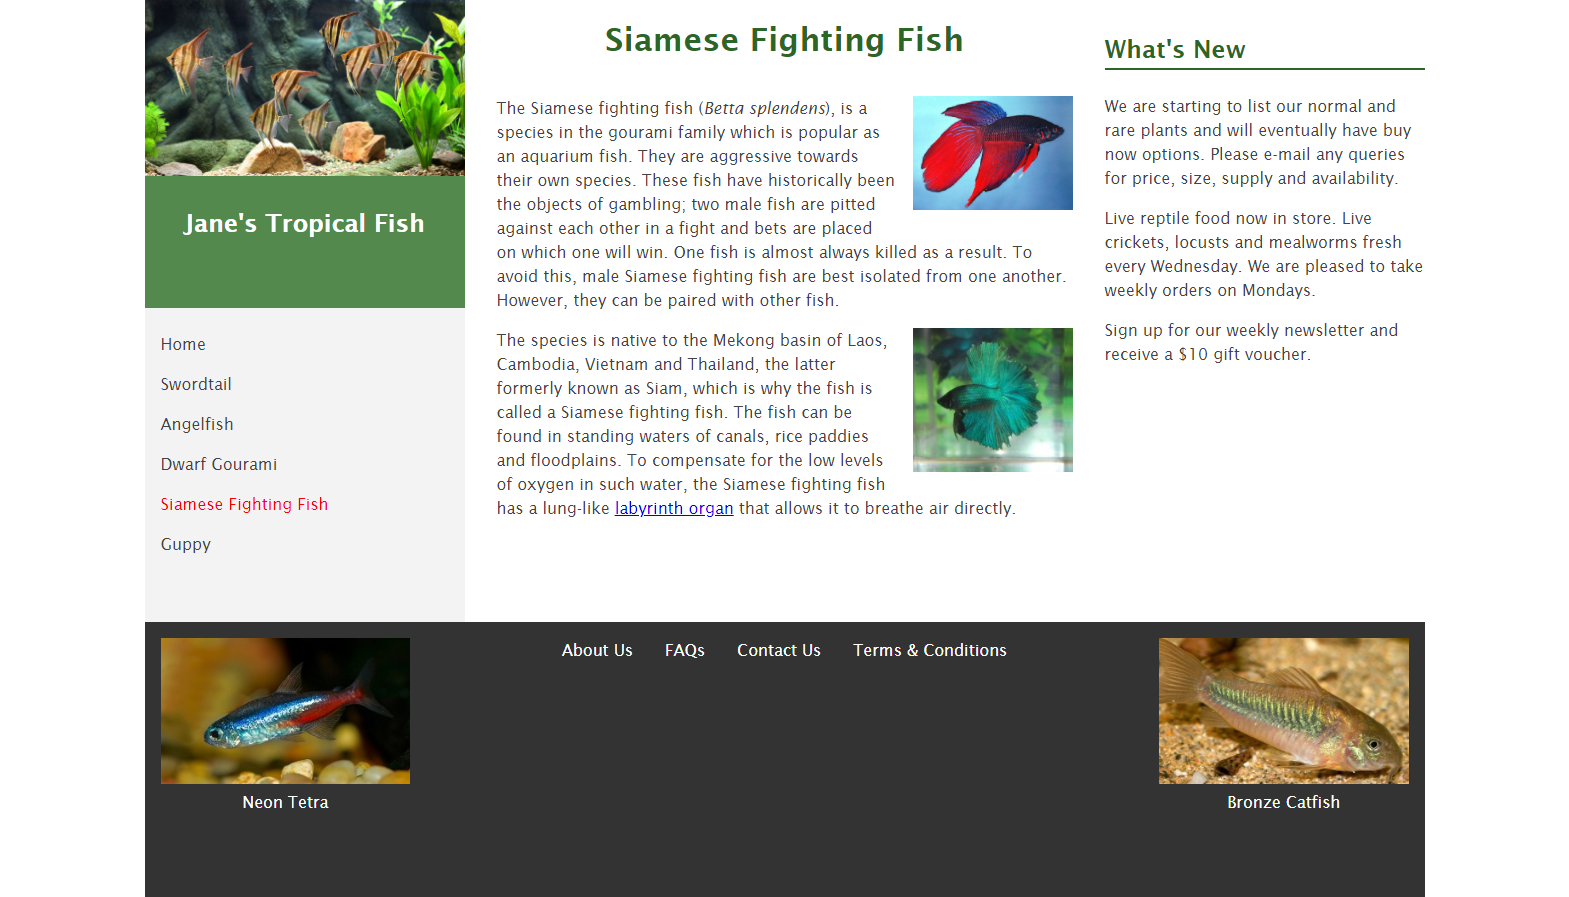 Jane's Tropical Fish
Home
Swordtail
Angelfish
Dwarf Gourami
Siamese Fighting Fish
Guppy
Siamese Fighting Fish
The Siamese fighting fish (Betta splendens), is a
species in the gourami family which is popular as
an aquarium fish. They are aggressive towards
their own species. These fish have historically been
the objects of gambling; two male fish are pitted
against each other in a fight and bets are placed
on which one will win. One fish is almost always killed as a result. To
avoid this, male Siamese fighting fish are best isolated from one another.
However, they can be paired with other fish.
The species is native to the Mekong basin of Laos,
Cambodia, Vietnam and Thailand, the latter
formerly known as Siam, which is why the fish is
called a Siamese fighting fish. The fish can be
found in standing waters of canals, rice paddies
and floodplains. To compensate for the low levels
of oxygen in such water, the Siamese fighting fish
has a lung-like labyrinth organ that allows it to breathe air directly.
What's New
We are starting to list our normal and
rare plants and will eventually have buy
now options. Please e-mail any queries
for price, size, supply and availability.
Live reptile food now in store. Live
crickets, locusts and mealworms fresh
every Wednesday. We are pleased to take
weekly orders on Mondays.
Sign up for our weekly newsletter and
receive a $10 gift voucher.
About Us FAQs Contact Us Terms & Conditions
Neon Tetra
Bronze Catfish